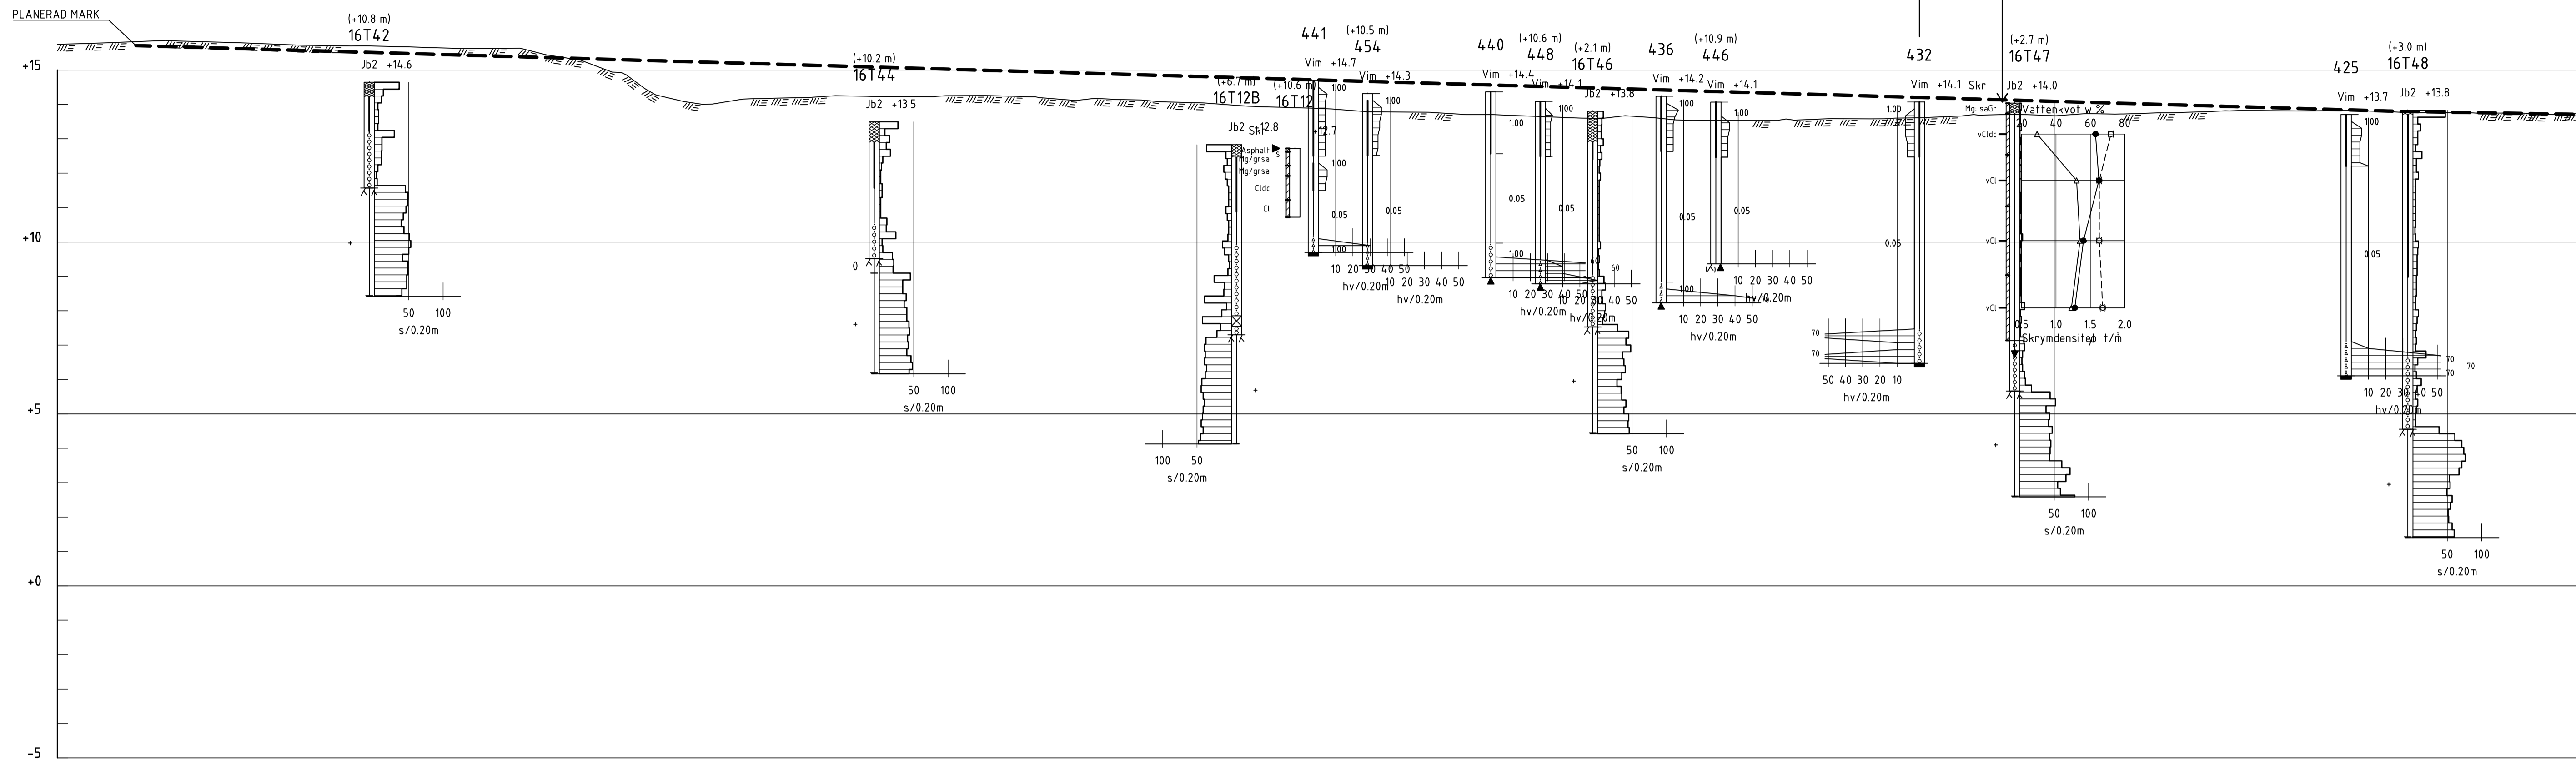 PLANERAD MARK
(+10.8 m)
16T42
Jb2 +14.6
50 100
s/0.20m
(+10.2 m)
16T44
Jb2 +13.5
0
50 100
s/0.20m
(+6.7 m)
16T12B
Jb2 +12.8
100 50
s/0.20m
(+10.6 m)
16T12
Skr +12.7
Asphalt
S
Mg/grsa
Mg/grsa
Cldc
Cl
441
Vim +14.7
1.00
1.00
0.05
1.00
10 20 30 40 50
hv/0.20m
(+10.5 m)
454
Vim +14.3
1.00
0.05
10 20 30 40 50
hv/0.20m
440
Vim +14.4
1.00
0.05
1.00
60
10 20 30 40 50
hv/0.20m
(+10.6 m)
448
Vim +14.1
1.00
0.05
60
10 20 30 40 50
hv/0.20m
(+2.1 m)
16T46
Jb2 +13.8
50 100
s/0.20m
436
Vim +14.2
1.00
0.05
1.00
10 20 30 40 50
hv/0.20m
(+10.9 m)
446
Vim +14.1
1.00
0.05
10 20 30 40 50
hv/0.20m
432
Vim +14.1
1.00
0.05
70
70
50 40 30 20 10
hv/0.20m
(+2.7 m)
16T47
Skr Jb2 +14.0
Mg: saGr
vCldc
vCl
vCl
vCl
Vattenkvot w %
20 40 60 80
0.5 1.0 1.5 2.0
Skrymdensitet ρ t/m
50 100
s/0.20m
425
Vim +13.7
1.00
0.05
70
70
70
10 20 30 40 50
hv/0.20m
(+3.0 m)
16T48
Jb2 +13.8
50 100
s/0.20m
+15
+10
+5
+0
-5